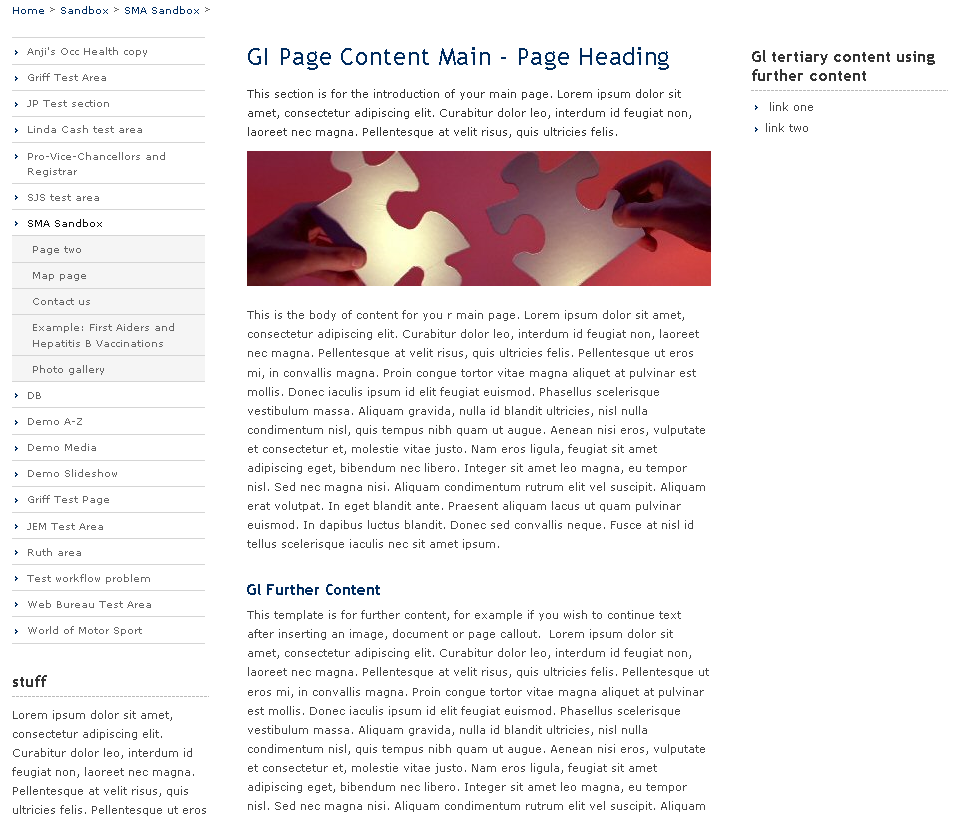 Home > Sandbox > SMA Sandbox >
Anji's Occ Health copy
Griff Test Area
JP Test section
Linda Cash test area
Pro-Vice-Chancellors and
Registrar
SJS test area
SMA Sandbox
Page two
Map page
Contact us
Example: First Aiders and
Hepatitis B Vaccinations
Photo gallery
DB
Demo A-Z
Demo Media
Demo Slideshow
Griff Test Page
JEM Test Area
Ruth area
Test workflow problem
Web Bureau Test Area
World of Motor Sport
stuff
Lorem ipsum dolor sit amet,
consectetur adipiscing elit.
Curabitur dolor leo, interdum id
feugiat non, laoreet nec magna.
Pellentesque at velit risus, quis
ultricies felis. Pellentesque ut eros
GI Page Content Main - Page Heading
This section is for the introduction of your main page. Lorem ipsum dolor sit
amet, consectetur adipiscing elit. Curabitur dolor leo, interdum id feugiat non,
laoreet nec magna. Pellentesque at velit risus, quis ultricies felis.
This is the body of content for you r main page. Lorem ipsum dolor sit amet,
consectetur adipiscing elit. Curabitur dolor leo, interdum id feugiat non, laoreet
nec magna. Pellentesque at velit risus, quis ultricies felis. Pellentesque ut eros
mi, in convallis magna. Proin congue tortor vitae magna aliquet at pulvinar est
mollis. Donec iaculis ipsum id elit feugiat euismod. Phasellus scelerisque
vestibulum massa. Aliquam gravida, nulla id blandit ultricies, nisl nulla
condimentum nisl, quis tempus nibh quam ut augue. Aenean nisi eros, vulputate
et consectetur et, molestie vitae justo. Nam eros ligula, feugiat sit amet
adipiscing eget, bibendum nec libero. Integer sit amet leo magna, eu tempor
nisl. Sed nec magna nisi. Aliquam condimentum rutrum elit vel suscipit. Aliquam
erat volutpat. In eget blandit ante. Praesent aliquam lacus ut quam pulvinar
euismod. In dapibus luctus blandit. Donec sed convallis neque. Fusce at nisl id
tellus scelerisque iaculis nec sit amet ipsum.
GI Further Content
This template is for further content, for example if you wish to continue text
after inserting an image, document or page callout.  Lorem ipsum dolor sit
amet, consectetur adipiscing elit. Curabitur dolor leo, interdum id feugiat non,
laoreet nec magna. Pellentesque at velit risus, quis ultricies felis. Pellentesque ut
eros mi, in convallis magna. Proin congue tortor vitae magna aliquet at pulvinar
est mollis. Donec iaculis ipsum id elit feugiat euismod. Phasellus scelerisque
vestibulum massa. Aliquam gravida, nulla id blandit ultricies, nisl nulla
condimentum nisl, quis tempus nibh quam ut augue. Aenean nisi eros, vulputate
et consectetur et, molestie vitae justo. Nam eros ligula, feugiat sit amet
adipiscing eget, bibendum nec libero. Integer sit amet leo magna, eu tempor
nisl. Sed nec magna nisi. Aliquam condimentum rutrum elit vel suscipit. Aliquam
GI tertiary content using
further content
link one
link two